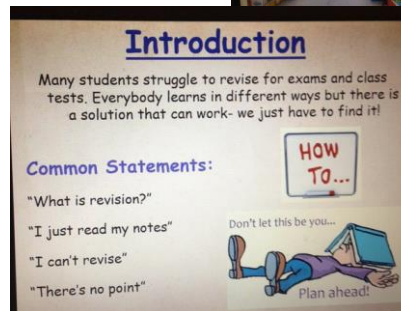 Introduction
Many students struggle to revise for exams and class
tests. Everybody learns in different ways but there is
a solution that can work- we just have to find it!
HOW
TO...
Common Statements:
"What is revision?"
"I just read my notes"
"I can't revise"
"There's no point"
Don't let this be you...
Plan ahead!